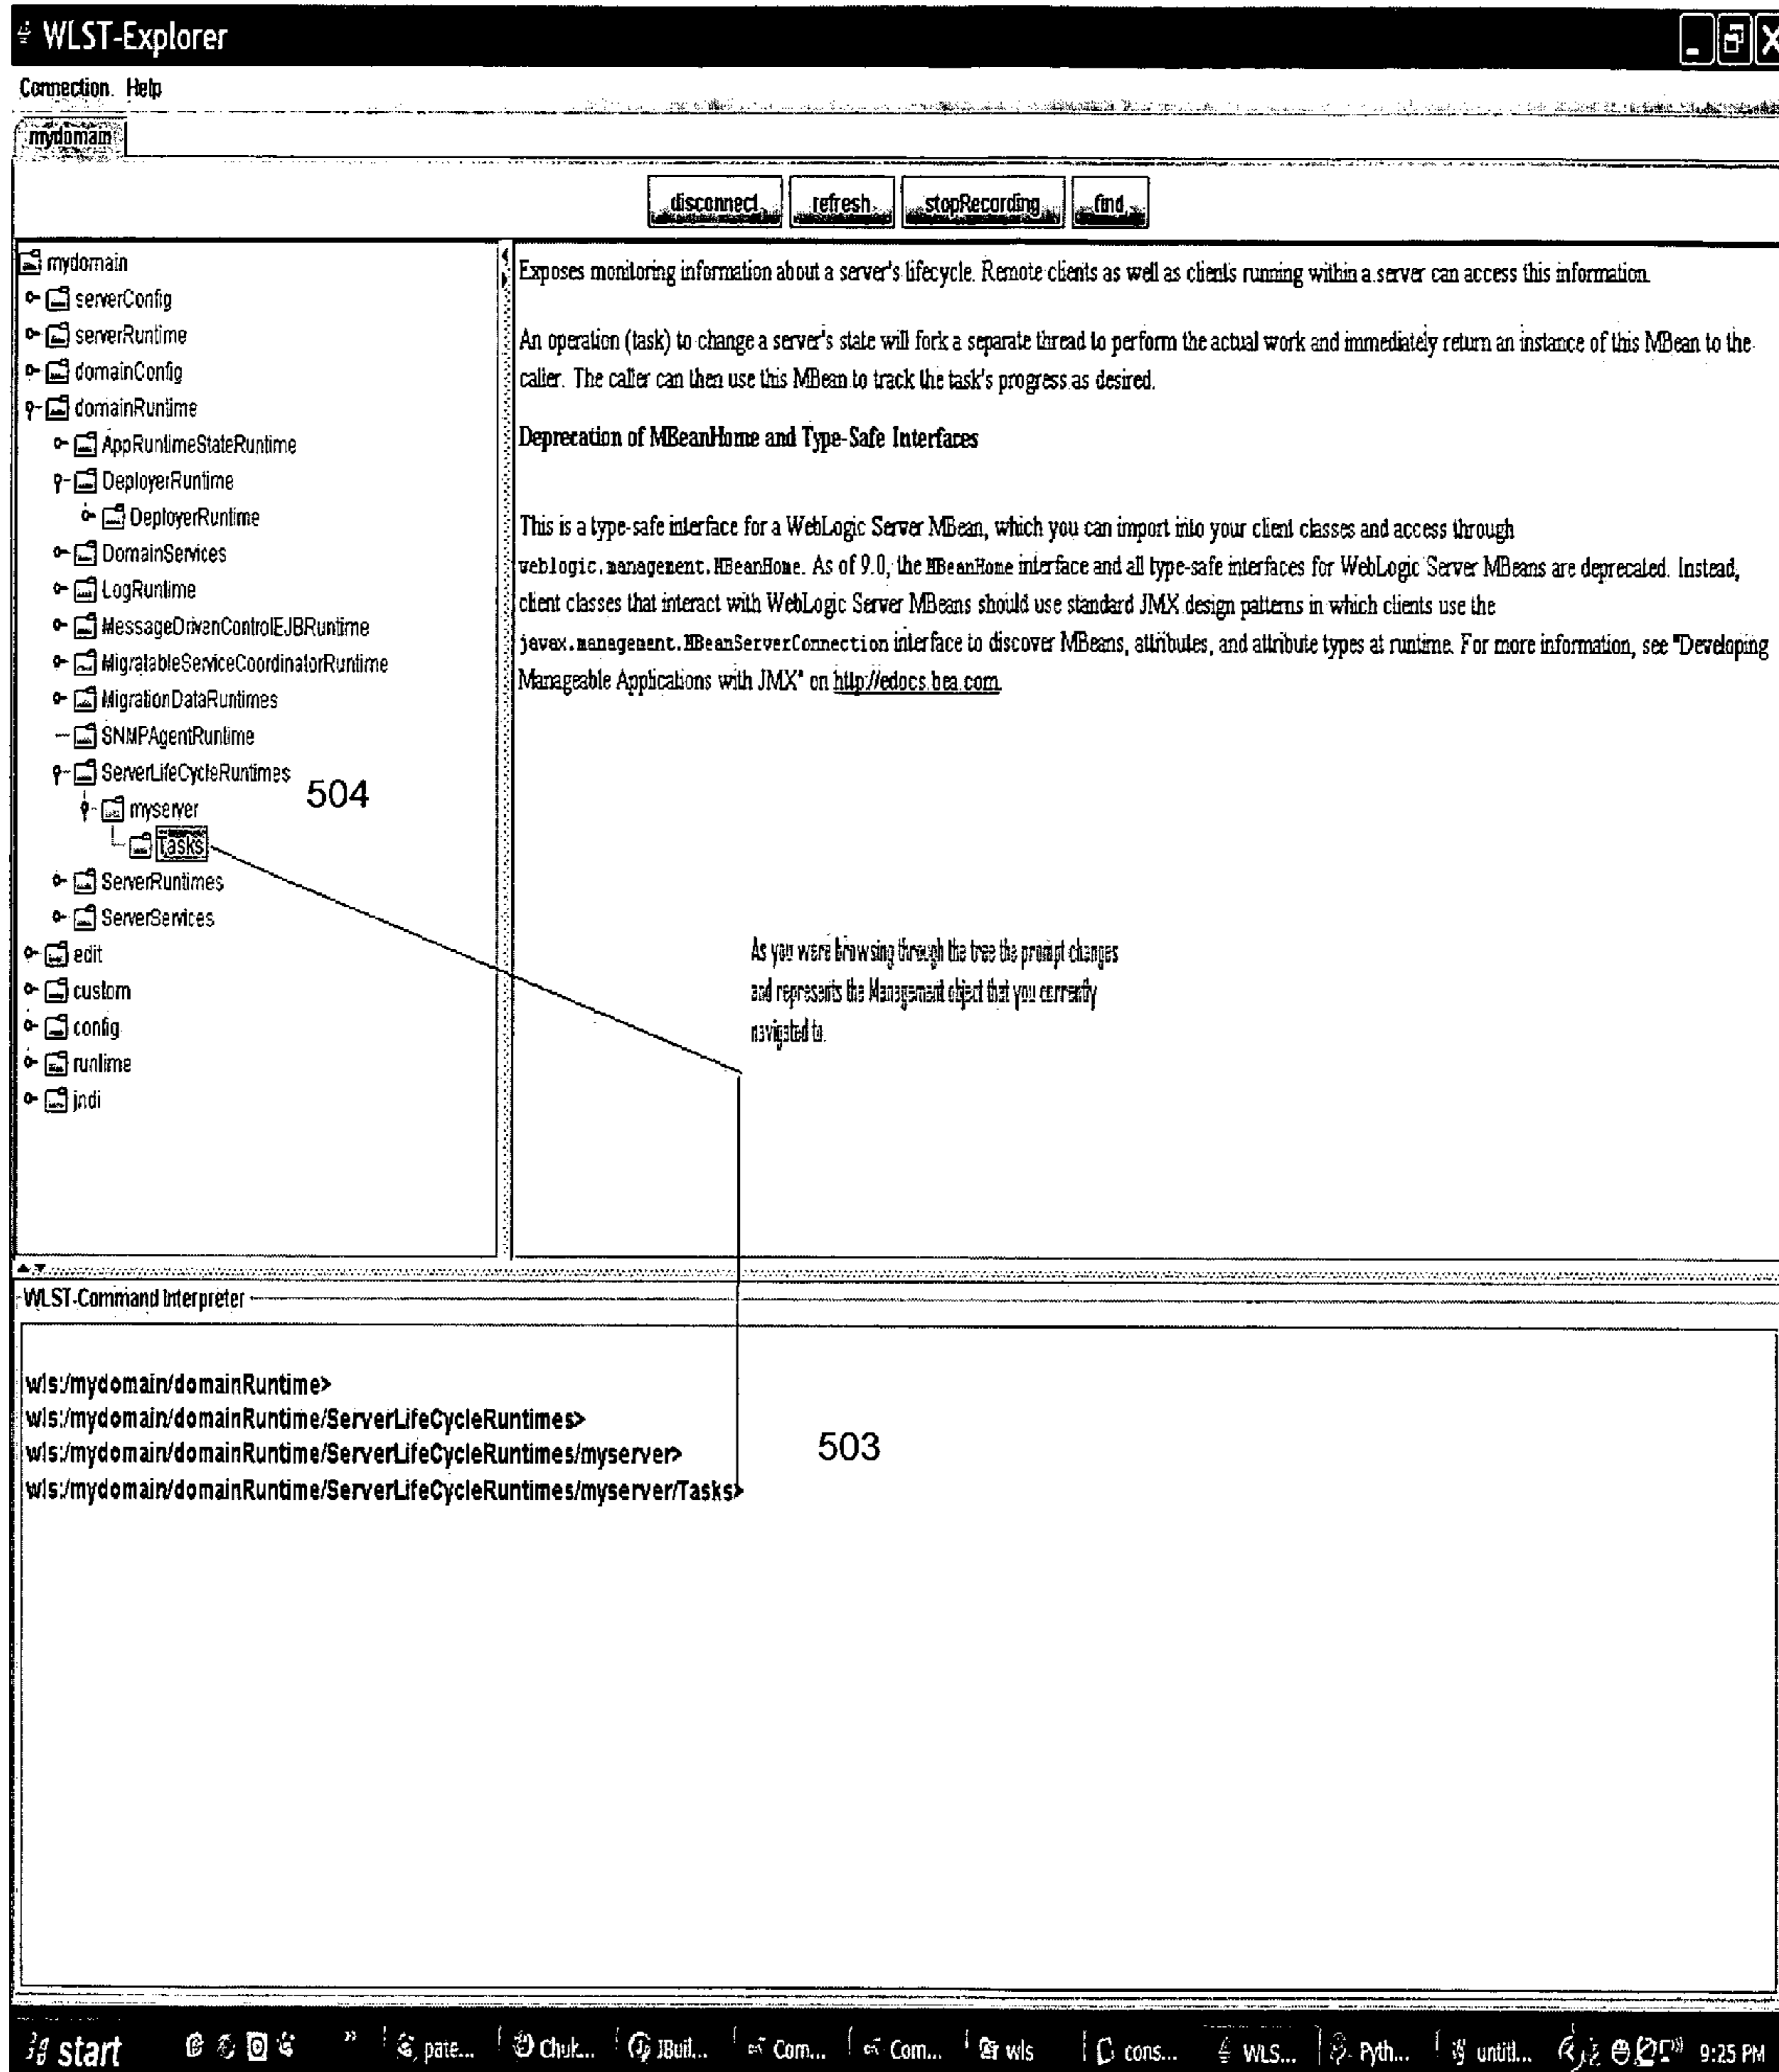 WLST-Explorer
Connection. Help
mydomain
disconnect refresh stopRecording find
mydomain
serverConfig
serverRuntime
domainConfig
domainRuntime
AppRuntimeStateRuntime
DeployerRuntime
DeployerRuntime
DomainServices
LogRuntime
MessageDrivenControlEJBRuntime
MigratableServiceCoordinatorRuntime
MigrationDataRuntimes
SNMPAgentRuntime
ServerLifeCycleRuntimes
504
myserver
Tasks
ServerRuntimes
ServerServices
edit
custom
config
runtime
jndi
Exposes monitoring information about a server's lifecycle. Remote clients as well as clients running within a server can access this information.
An operation (task) to change a server's state will fork a separate thread to perform the actual work and immediately return an instance of this MBean to the
caller. The caller can then use this MBean to track the task's progress as desired.
Deprecation of MBeanHome and Type-Safe Interfaces
This is a type-safe interface for a WebLogic Server MBean, which you can import into your client classes and access through
weblogic.management.MBeanHome. As of 9.0, the MBeanHome interface and all type-safe interfaces for WebLogic Server MBeans are deprecated. Instead,
client classes that interact with WebLogic Server MBeans should use standard JMX design patterns in which clients use the
javax.management.MBeanServerConnection interface to discover MBeans, attributes, and attribute types at runtime. For more information, see "Developing
Manageable Applications with JMX" on http://edocs.bea.com.
As you were browsing through the tree the prompt changes
and represents the Management object that you currently
navigated to.
WLST-Command Interpreter
wls:/mydomain/domainRuntime>
wls:/mydomain/domainRuntime/ServerLifeCycleRuntimes>
wls:/mydomain/domainRuntime/ServerLifeCycleRuntimes/myserver>
503
wls:/mydomain/domainRuntime/ServerLifeCycleRuntimes/myserver/Tasks>
start » pate... Chuk... JBuil... Com... Com... wls cons... WLS... Pyth... untitl... 9:25 PM